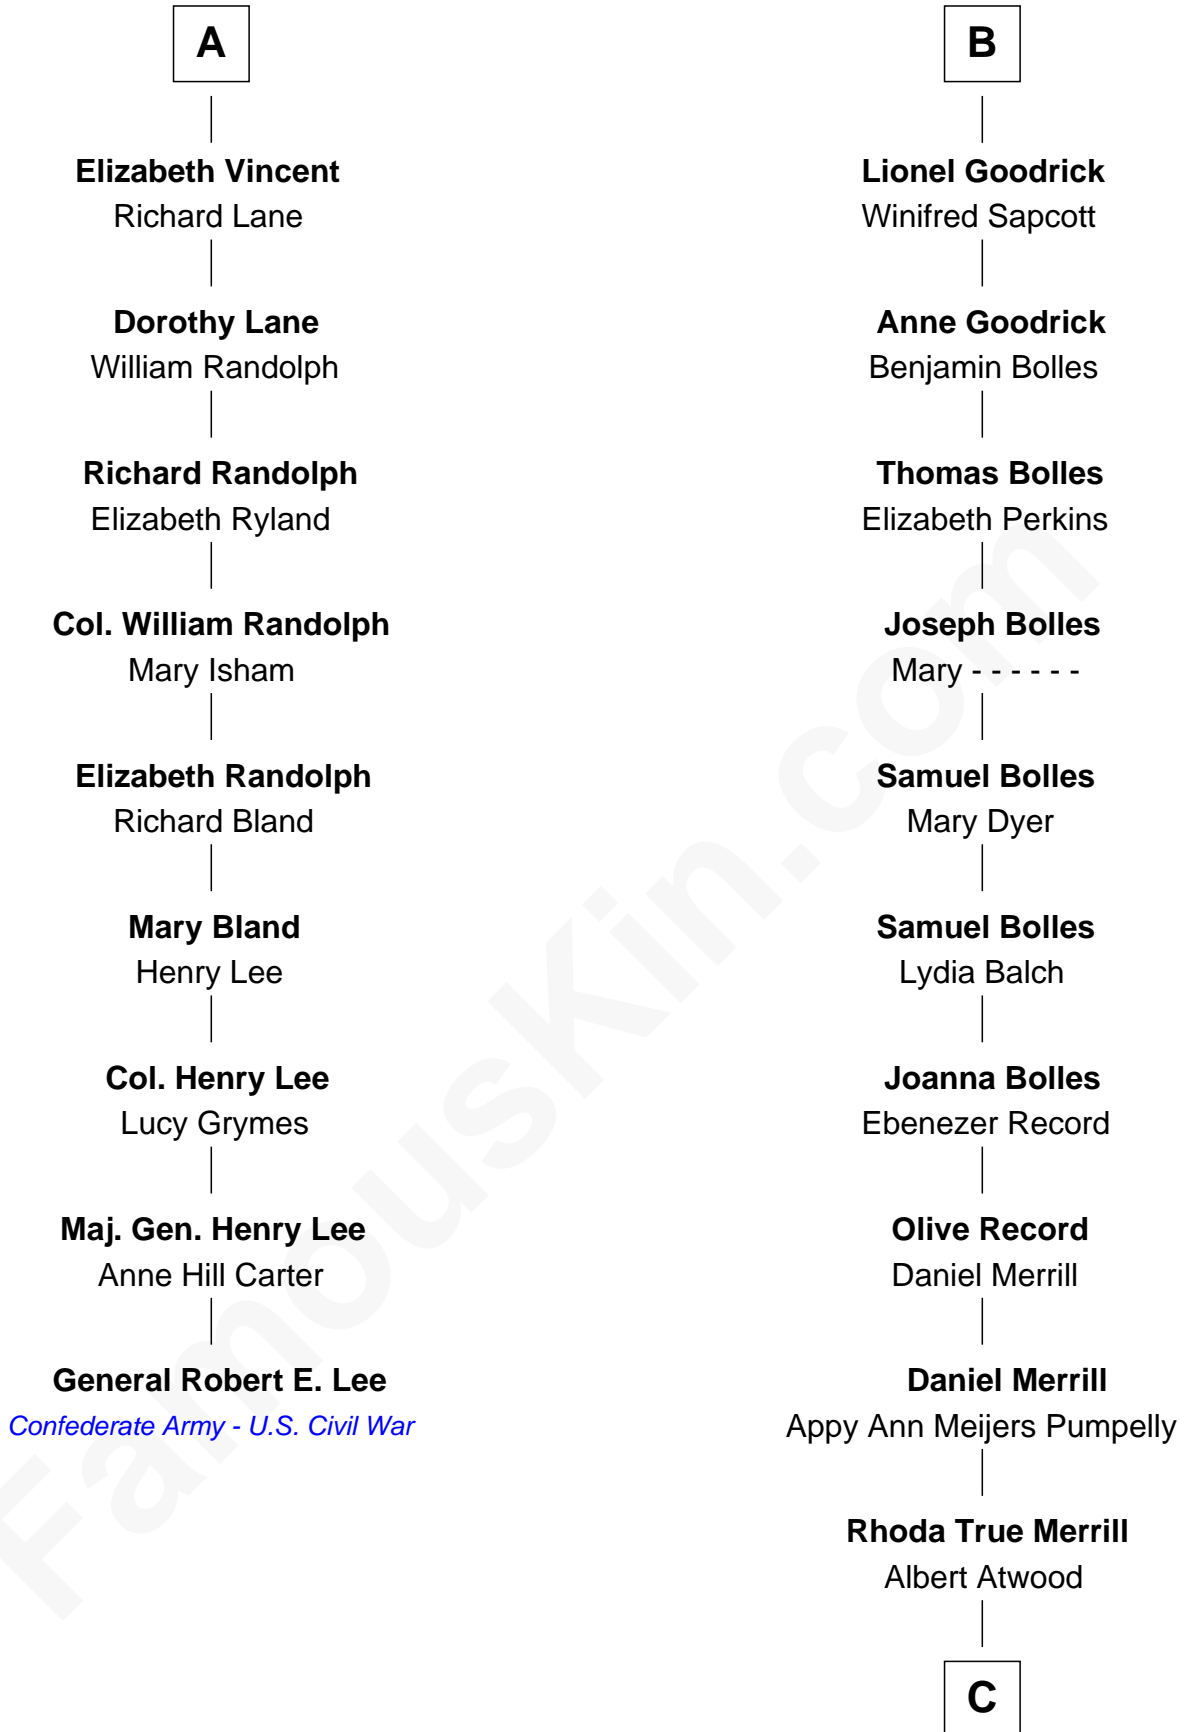 A
Elizabeth Vincent
Richard Lane
Dorothy Lane
William Randolph
Richard Randolph
Elizabeth Ryland
Col. William Randolph
Mary Isham
Elizabeth Randolph
Richard Bland
Mary Bland
Henry Lee
Col. Henry Lee
Lucy Grymes
Maj. Gen. Henry Lee
Anne Hill Carter
General Robert E. Lee
Confederate Army - U.S. Civil War
B
Lionel Goodrick
Winifred Sapcott
Anne Goodrick
Benjamin Bolles
Thomas Bolles
Elizabeth Perkins
Joseph Bolles
Mary - - - - - -
Samuel Bolles
Mary Dyer
Samuel Bolles
Lydia Balch
Joanna Bolles
Ebenezer Record
Olive Record
Daniel Merrill
Daniel Merrill
Appy Ann Meijers Pumpelly
Rhoda True Merrill
Albert Atwood
C
FamousKin.com